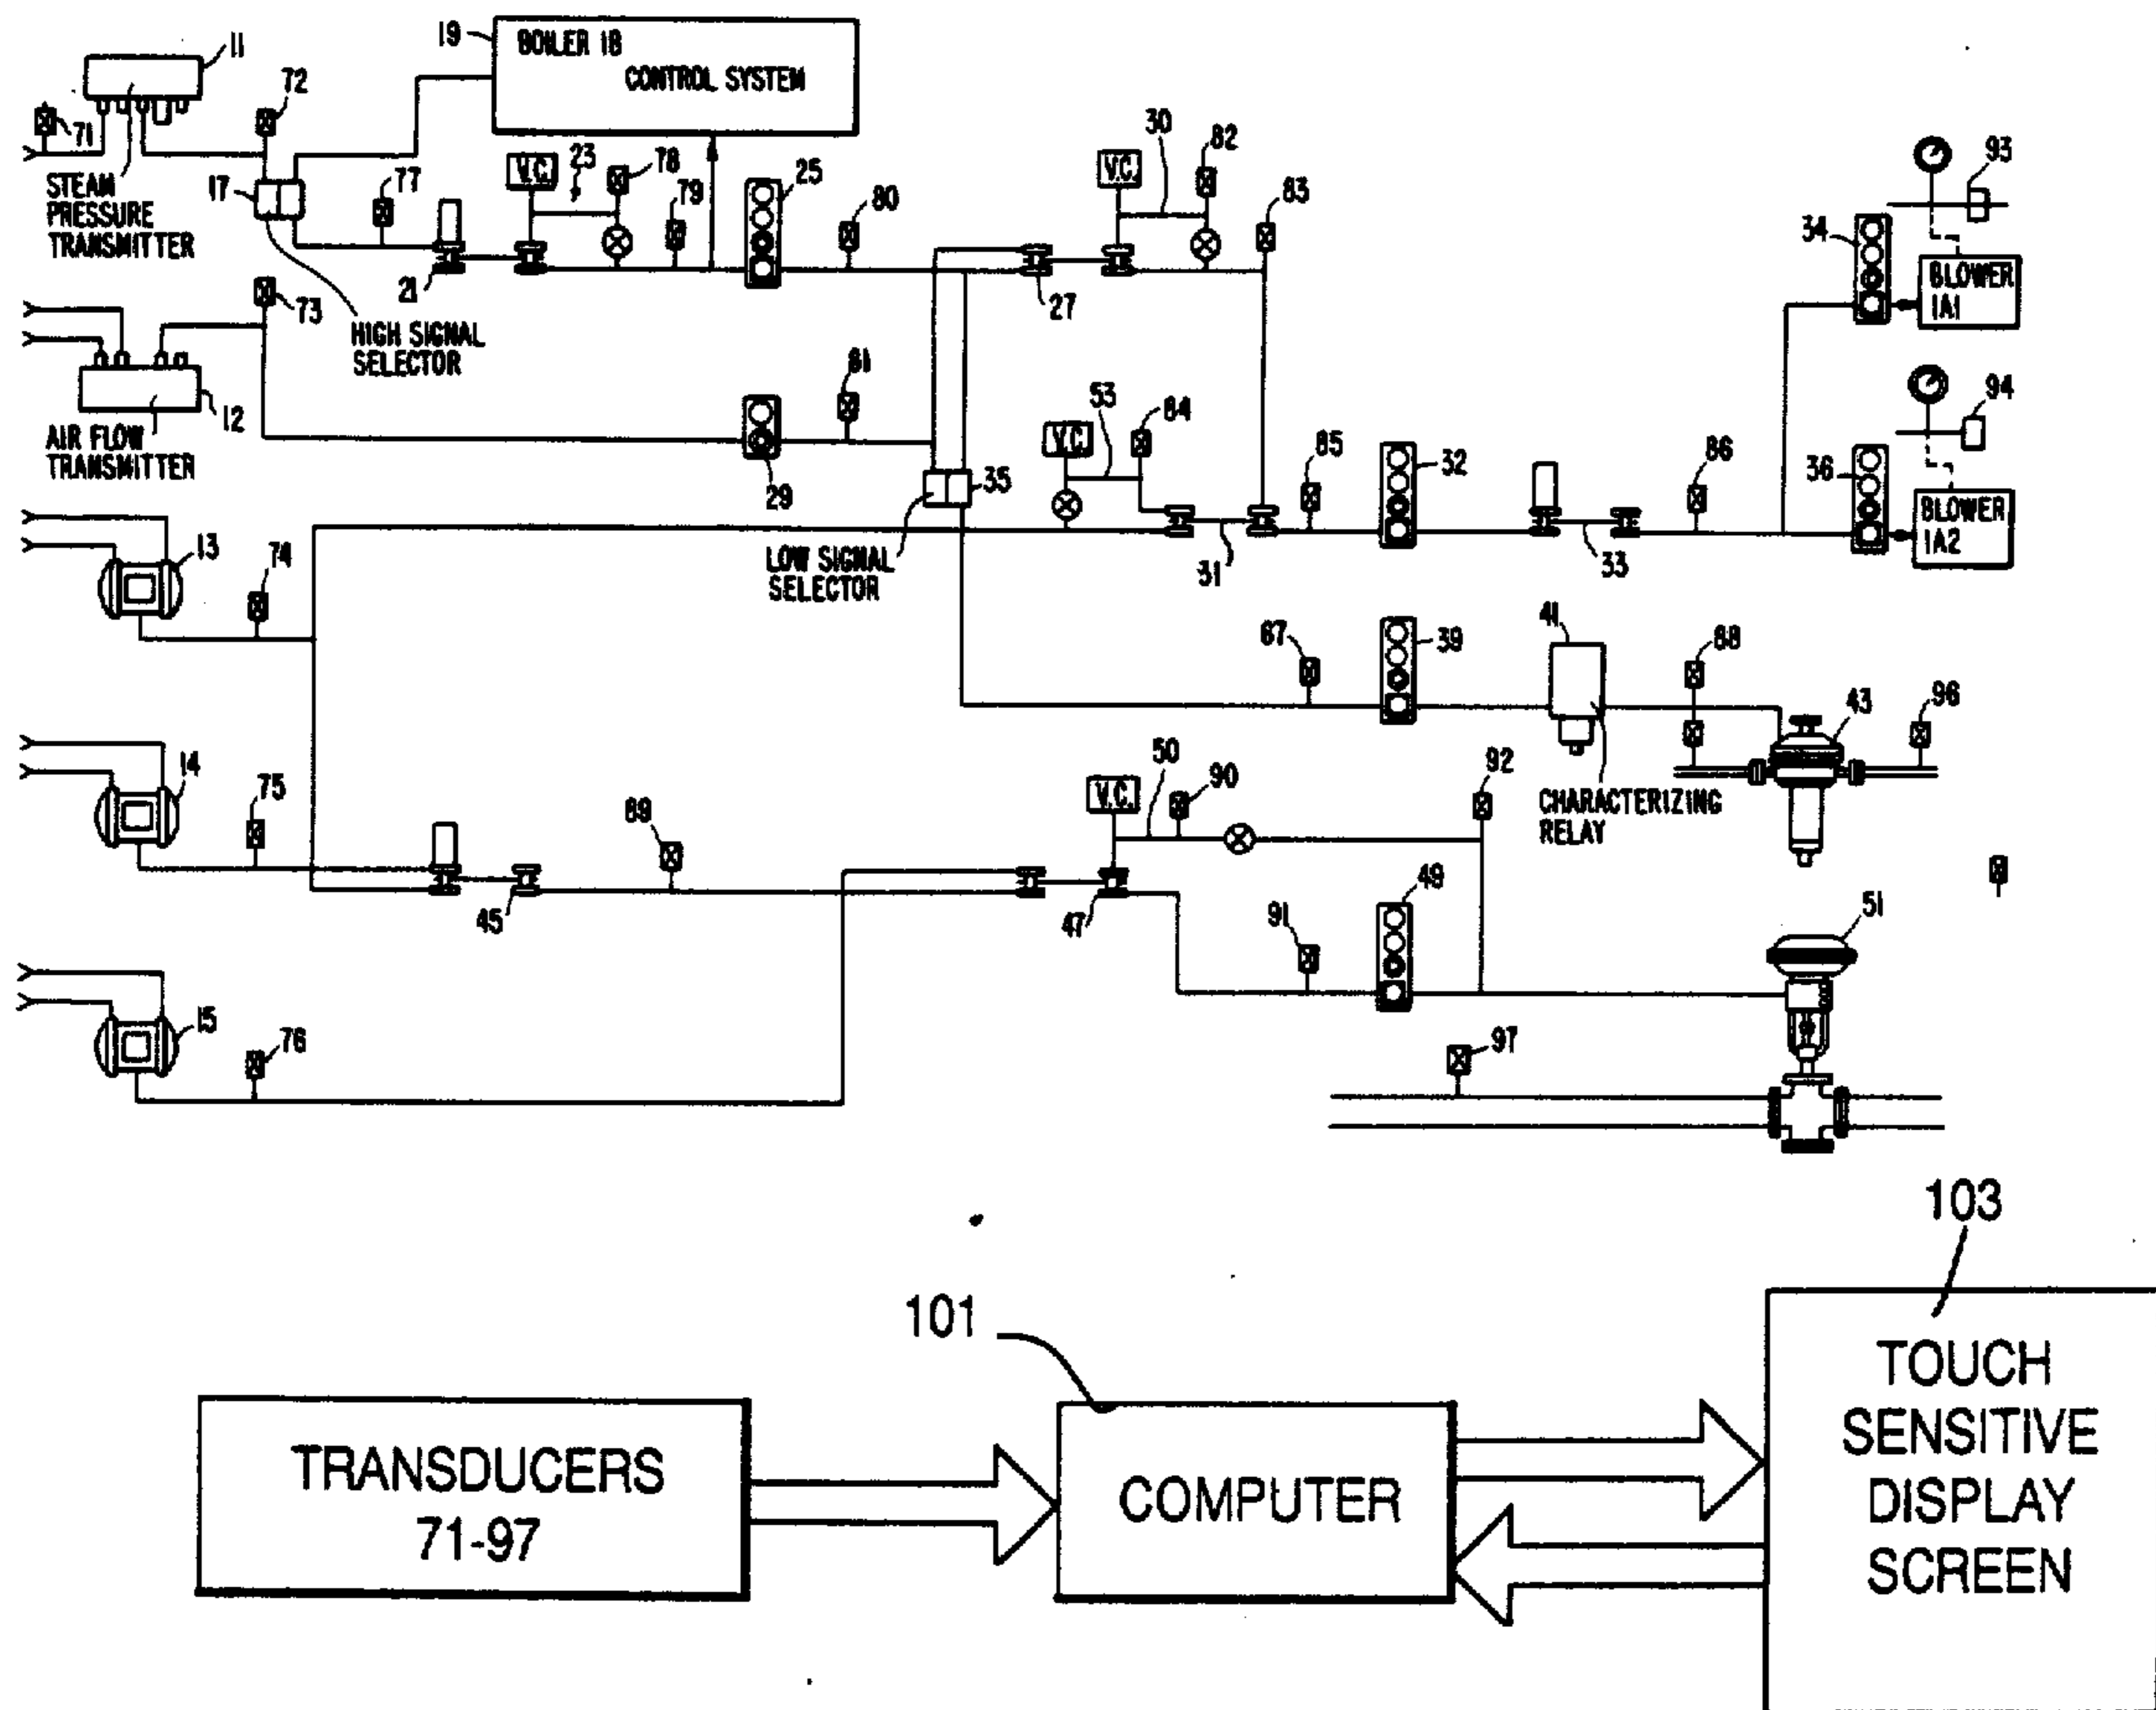 11
71
STEAM
PRESSURE
TRANSMITTER
72
17
19
BOILER 1B
CONTROL SYSTEM
77
21
V.C.
23
78
79
25
80
HIGH SIGNAL
SELECTOR
27
V.C.
30
82
83
93
34
BLOWER
1A1
73
12
AIR FLOW
TRANSMITTER
29
81
35
LOW SIGNAL
SELECTOR
V.C.
53
84
31
85
32
33
86
94
36
BLOWER
1A2
13
74
87
39
41
CHARACTERIZING
RELAY
88
43
96
14
75
45
89
V.C.
50
90
47
92
91
49
51
15
76
97
TRANSDUCERS
71-97
101
COMPUTER
103
TOUCH
SENSITIVE
DISPLAY
SCREEN